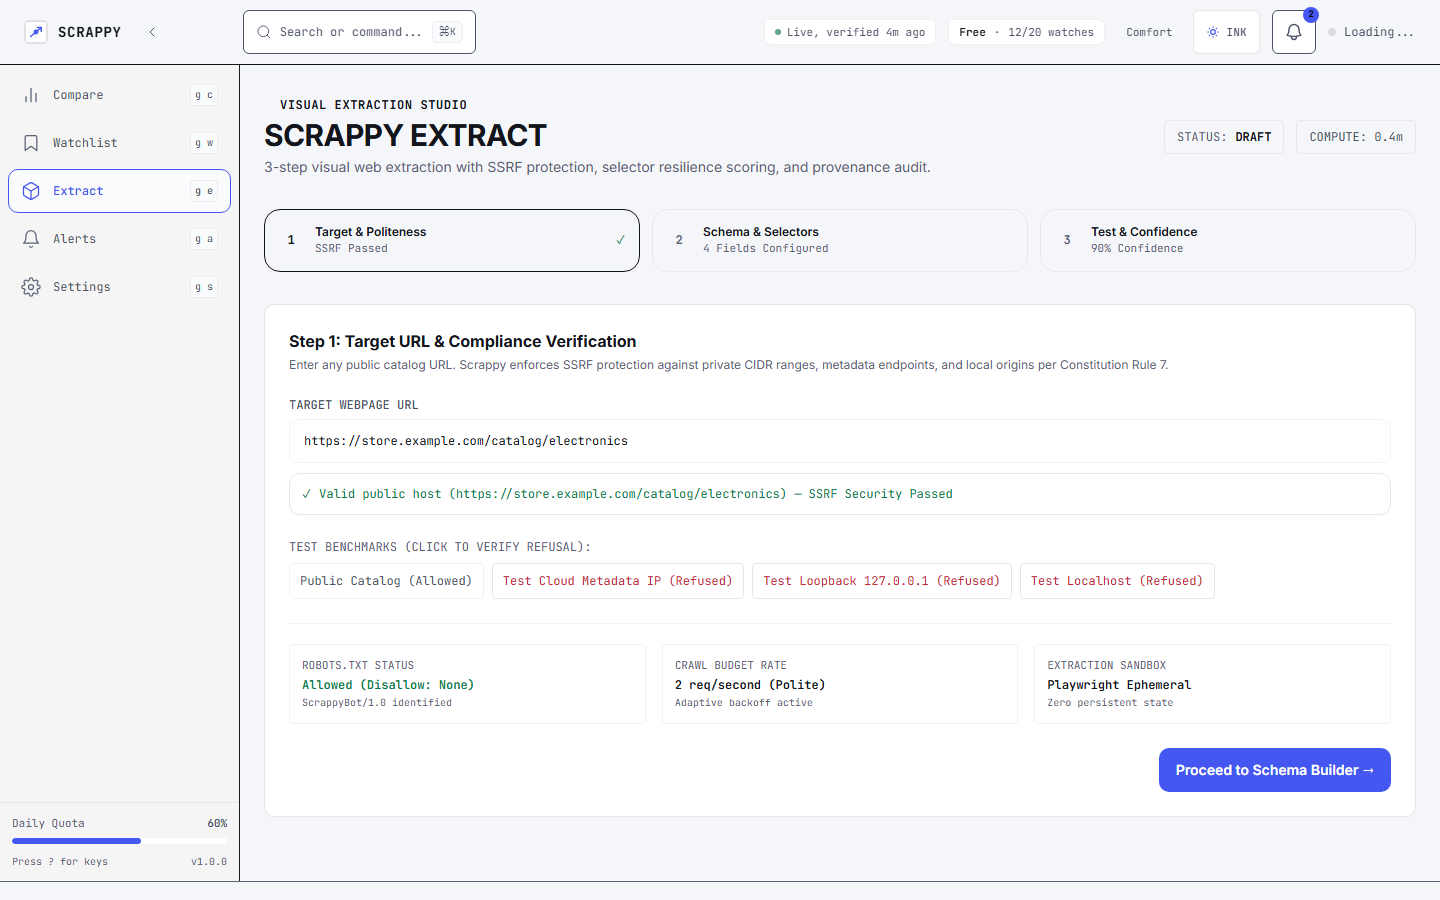 SCRAPPY
Search or command... ⌘K
Live, verified 4m ago
Free · 12/20 watches
Comfort
INK
2
Loading...
Compare g c
Watchlist g w
Extract g e
Alerts g a
Settings g s
Daily Quota 60%
Press ? for keys v1.0.0
VISUAL EXTRACTION STUDIO
SCRAPPY EXTRACT
3-step visual web extraction with SSRF protection, selector resilience scoring, and provenance audit.
STATUS: DRAFT
COMPUTE: 0.4m
1 Target & Politeness ✓
SSRF Passed
2 Schema & Selectors
4 Fields Configured
3 Test & Confidence
90% Confidence
Step 1: Target URL & Compliance Verification
Enter any public catalog URL. Scrappy enforces SSRF protection against private CIDR ranges, metadata endpoints, and local origins per Constitution Rule 7.
TARGET WEBPAGE URL
https://store.example.com/catalog/electronics
✓ Valid public host (https://store.example.com/catalog/electronics) — SSRF Security Passed
TEST BENCHMARKS (CLICK TO VERIFY REFUSAL):
Public Catalog (Allowed)
Test Cloud Metadata IP (Refused)
Test Loopback 127.0.0.1 (Refused)
Test Localhost (Refused)
ROBOTS.TXT STATUS
Allowed (Disallow: None)
ScrappyBot/1.0 identified
CRAWL BUDGET RATE
2 req/second (Polite)
Adaptive backoff active
EXTRACTION SANDBOX
Playwright Ephemeral
Zero persistent state
Proceed to Schema Builder →